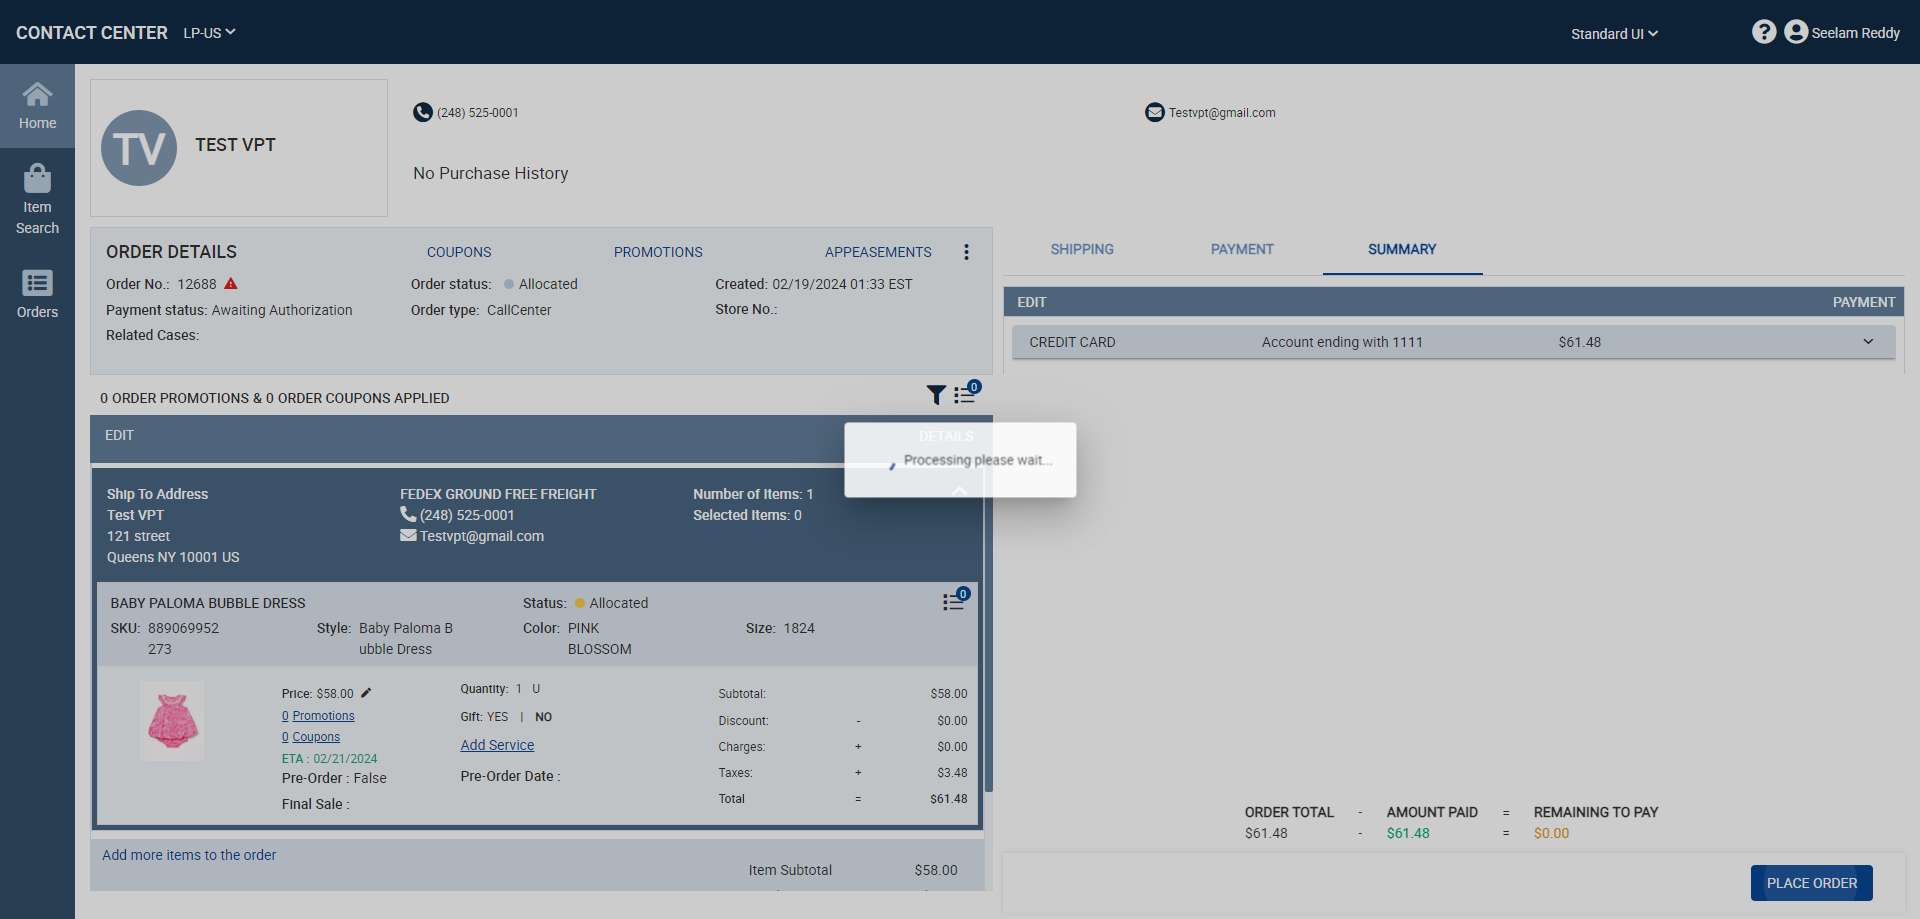 CONTACT CENTER LP-US
Standard UI
Seelam Reddy
Home
Item
Search
Orders
TV
TEST VPT
(248) 525-0001
Testvpt@gmail.com
No Purchase History
ORDER DETAILS COUPONS PROMOTIONS APPEASEMENTS
Order No.: 12688 Order status: Allocated Created: 02/19/2024 01:33 EST
Payment status: Awaiting Authorization Order type: CallCenter Store No.:
Related Cases:
0 ORDER PROMOTIONS & 0 ORDER COUPONS APPLIED
0
EDIT DETAILS
Processing please wait...
Ship To Address FEDEX GROUND FREE FREIGHT Number of Items: 1
Test VPT (248) 525-0001 Selected Items: 0
121 street Testvpt@gmail.com
Queens NY 10001 US
BABY PALOMA BUBBLE DRESS Status: Allocated 0
SKU: 889069952 Style: Baby Paloma B Color: PINK Size: 1824
273 ubble Dress BLOSSOM
Price: $58.00 Quantity: 1 U Subtotal: $58.00
0 Promotions Gift: YES | NO Discount: - $0.00
0 Coupons Add Service Charges: + $0.00
ETA : 02/21/2024 Taxes: + $3.48
Pre-Order : False Pre-Order Date :
Final Sale : Total = $61.48
Add more items to the order
Item Subtotal $58.00
SHIPPING PAYMENT SUMMARY
EDIT PAYMENT
CREDIT CARD Account ending with 1111 $61.48
ORDER TOTAL - AMOUNT PAID = REMAINING TO PAY
$61.48 - $61.48 = $0.00
PLACE ORDER